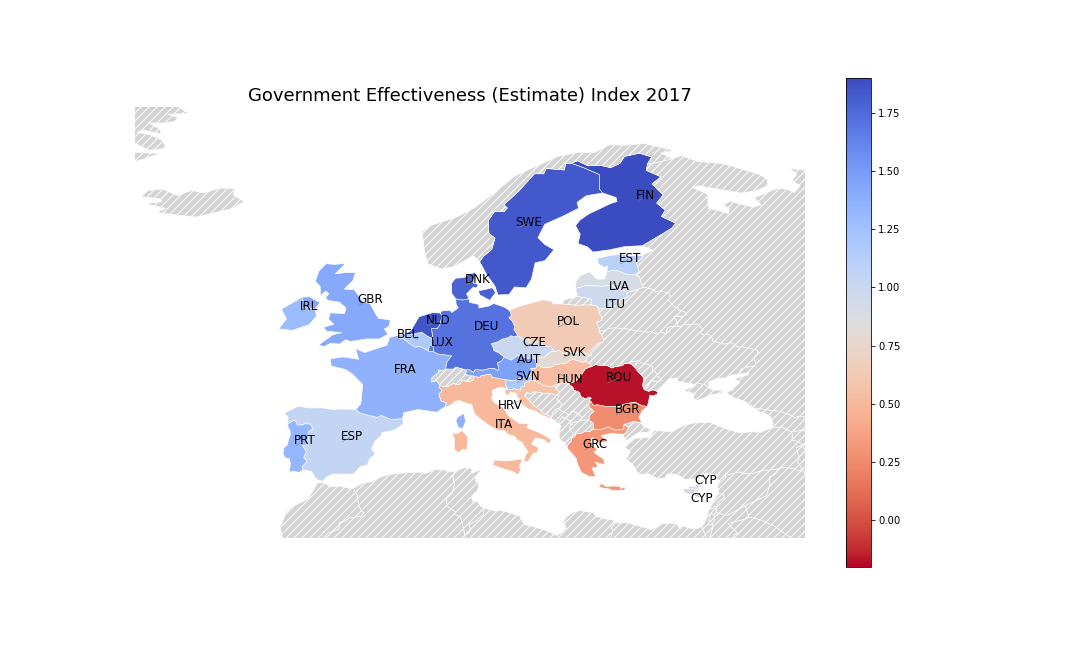 Government Effectiveness (Estimate) Index 2017
FIN
SWE
EST
DNK
LVA
GBR
LTU
IRL
NLD
POL
DEU
BEL
LUX
CZE
SVK
AUT
FRA
SVN
HUN
ROU
HRV
BGR
ITA
ESP
PRT
GRC
CYP
CYP
1.75
1.50
1.25
1.00
0.75
0.50
0.25
0.00